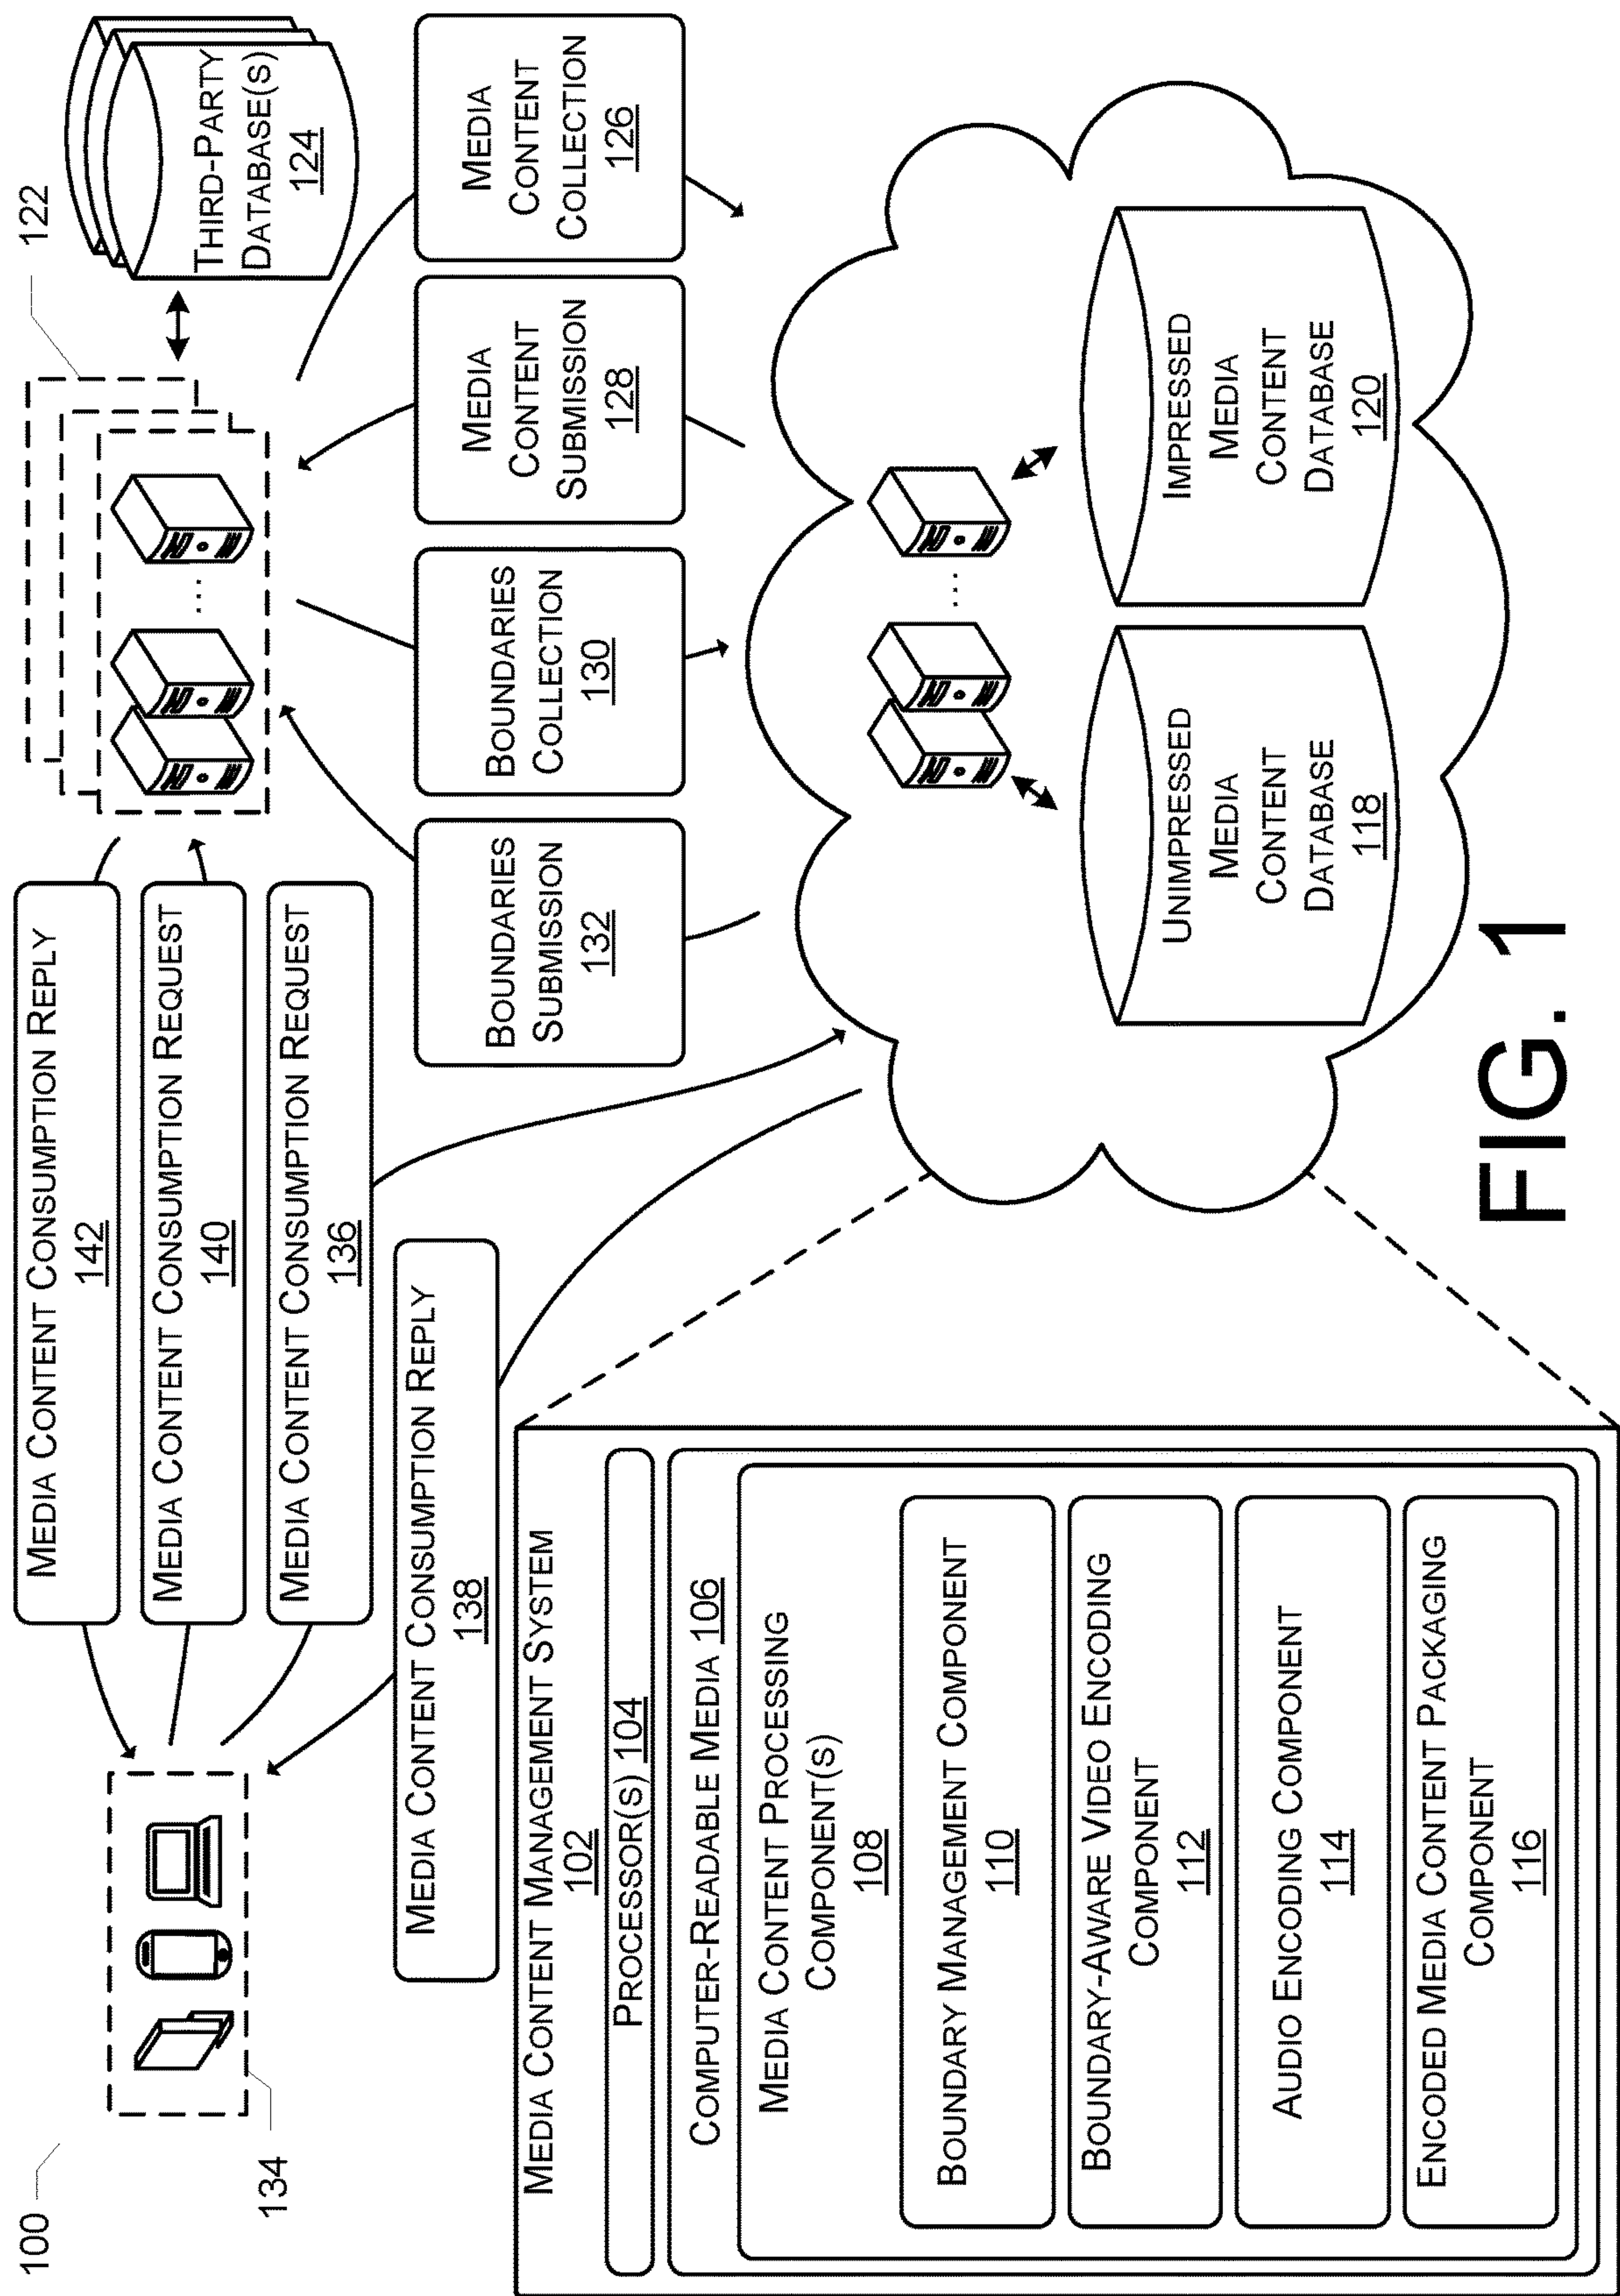 100
134
MEDIA CONTENT CONSUMPTION REPLY
142
MEDIA CONTENT CONSUMPTION REQUEST
140
MEDIA CONTENT CONSUMPTION REQUEST
136
MEDIA CONTENT CONSUMPTION REPLY
138
122
THIRD-PARTY
DATABASE(S)
124
BOUNDARIES
SUBMISSION
132
BOUNDARIES
COLLECTION
130
MEDIA
CONTENT
SUBMISSION
128
MEDIA
CONTENT
COLLECTION
126
MEDIA CONTENT MANAGEMENT SYSTEM
102
PROCESSOR(S) 104
COMPUTER-READABLE MEDIA 106
MEDIA CONTENT PROCESSING
COMPONENT(S)
108
BOUNDARY MANAGEMENT COMPONENT
110
BOUNDARY-AWARE VIDEO ENCODING
COMPONENT
112
AUDIO ENCODING COMPONENT
114
ENCODED MEDIA CONTENT PACKAGING
COMPONENT
116
...
...
UNIMPRESSED
MEDIA
CONTENT
DATABASE
118
IMPRESSED
MEDIA
CONTENT
DATABASE
120
FIG. 1